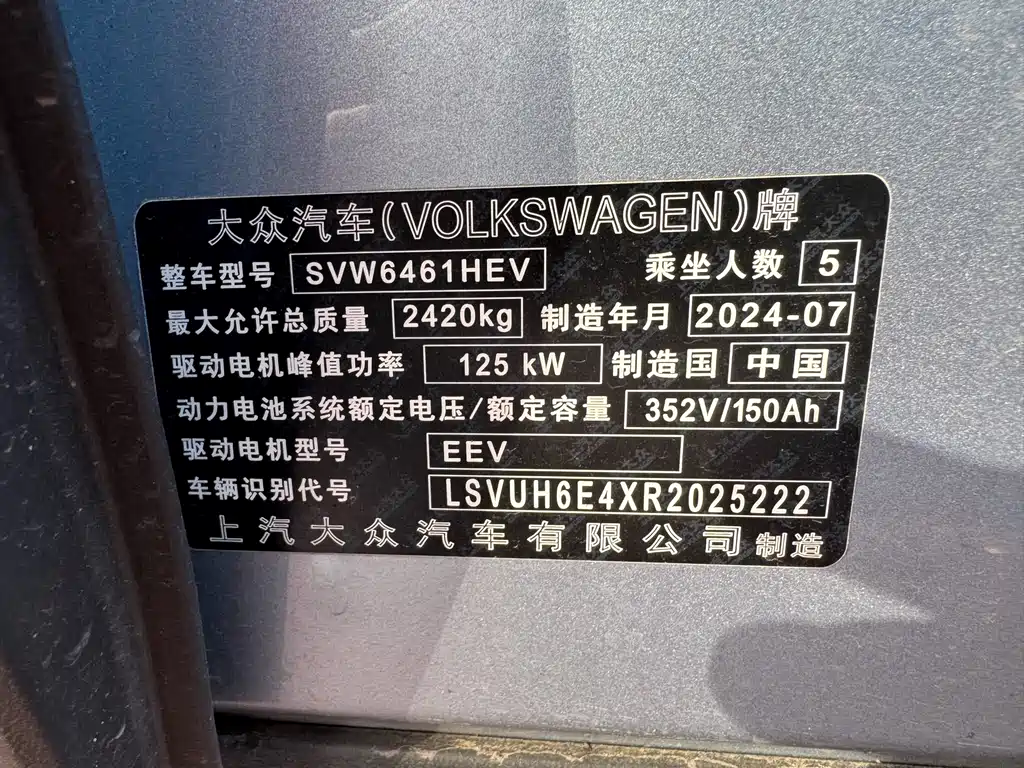 大众汽车(VOLKSWAGEN)牌
整车型号 SVW6461HEV 乘坐人数 5
最大允许总质量 2420kg 制造年月 2024-07
驱动电机峰值功率 125 kW 制造国 中国
动力电池系统额定电压/额定容量 352V/150Ah
驱动电机型号 EEV
车辆识别代号 LSVUH6E4XR2025222
上汽大众汽车有限公司 制造